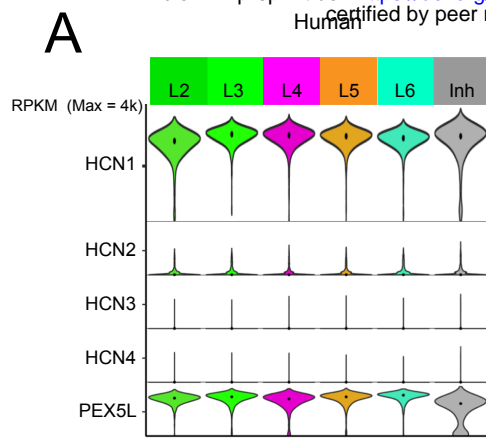 certified by peer
Human
A
L2 L3 L4 L5 L6 Inh
RPKM (Max = 4k)
HCN1
HCN2
HCN3
HCN4
PEX5L